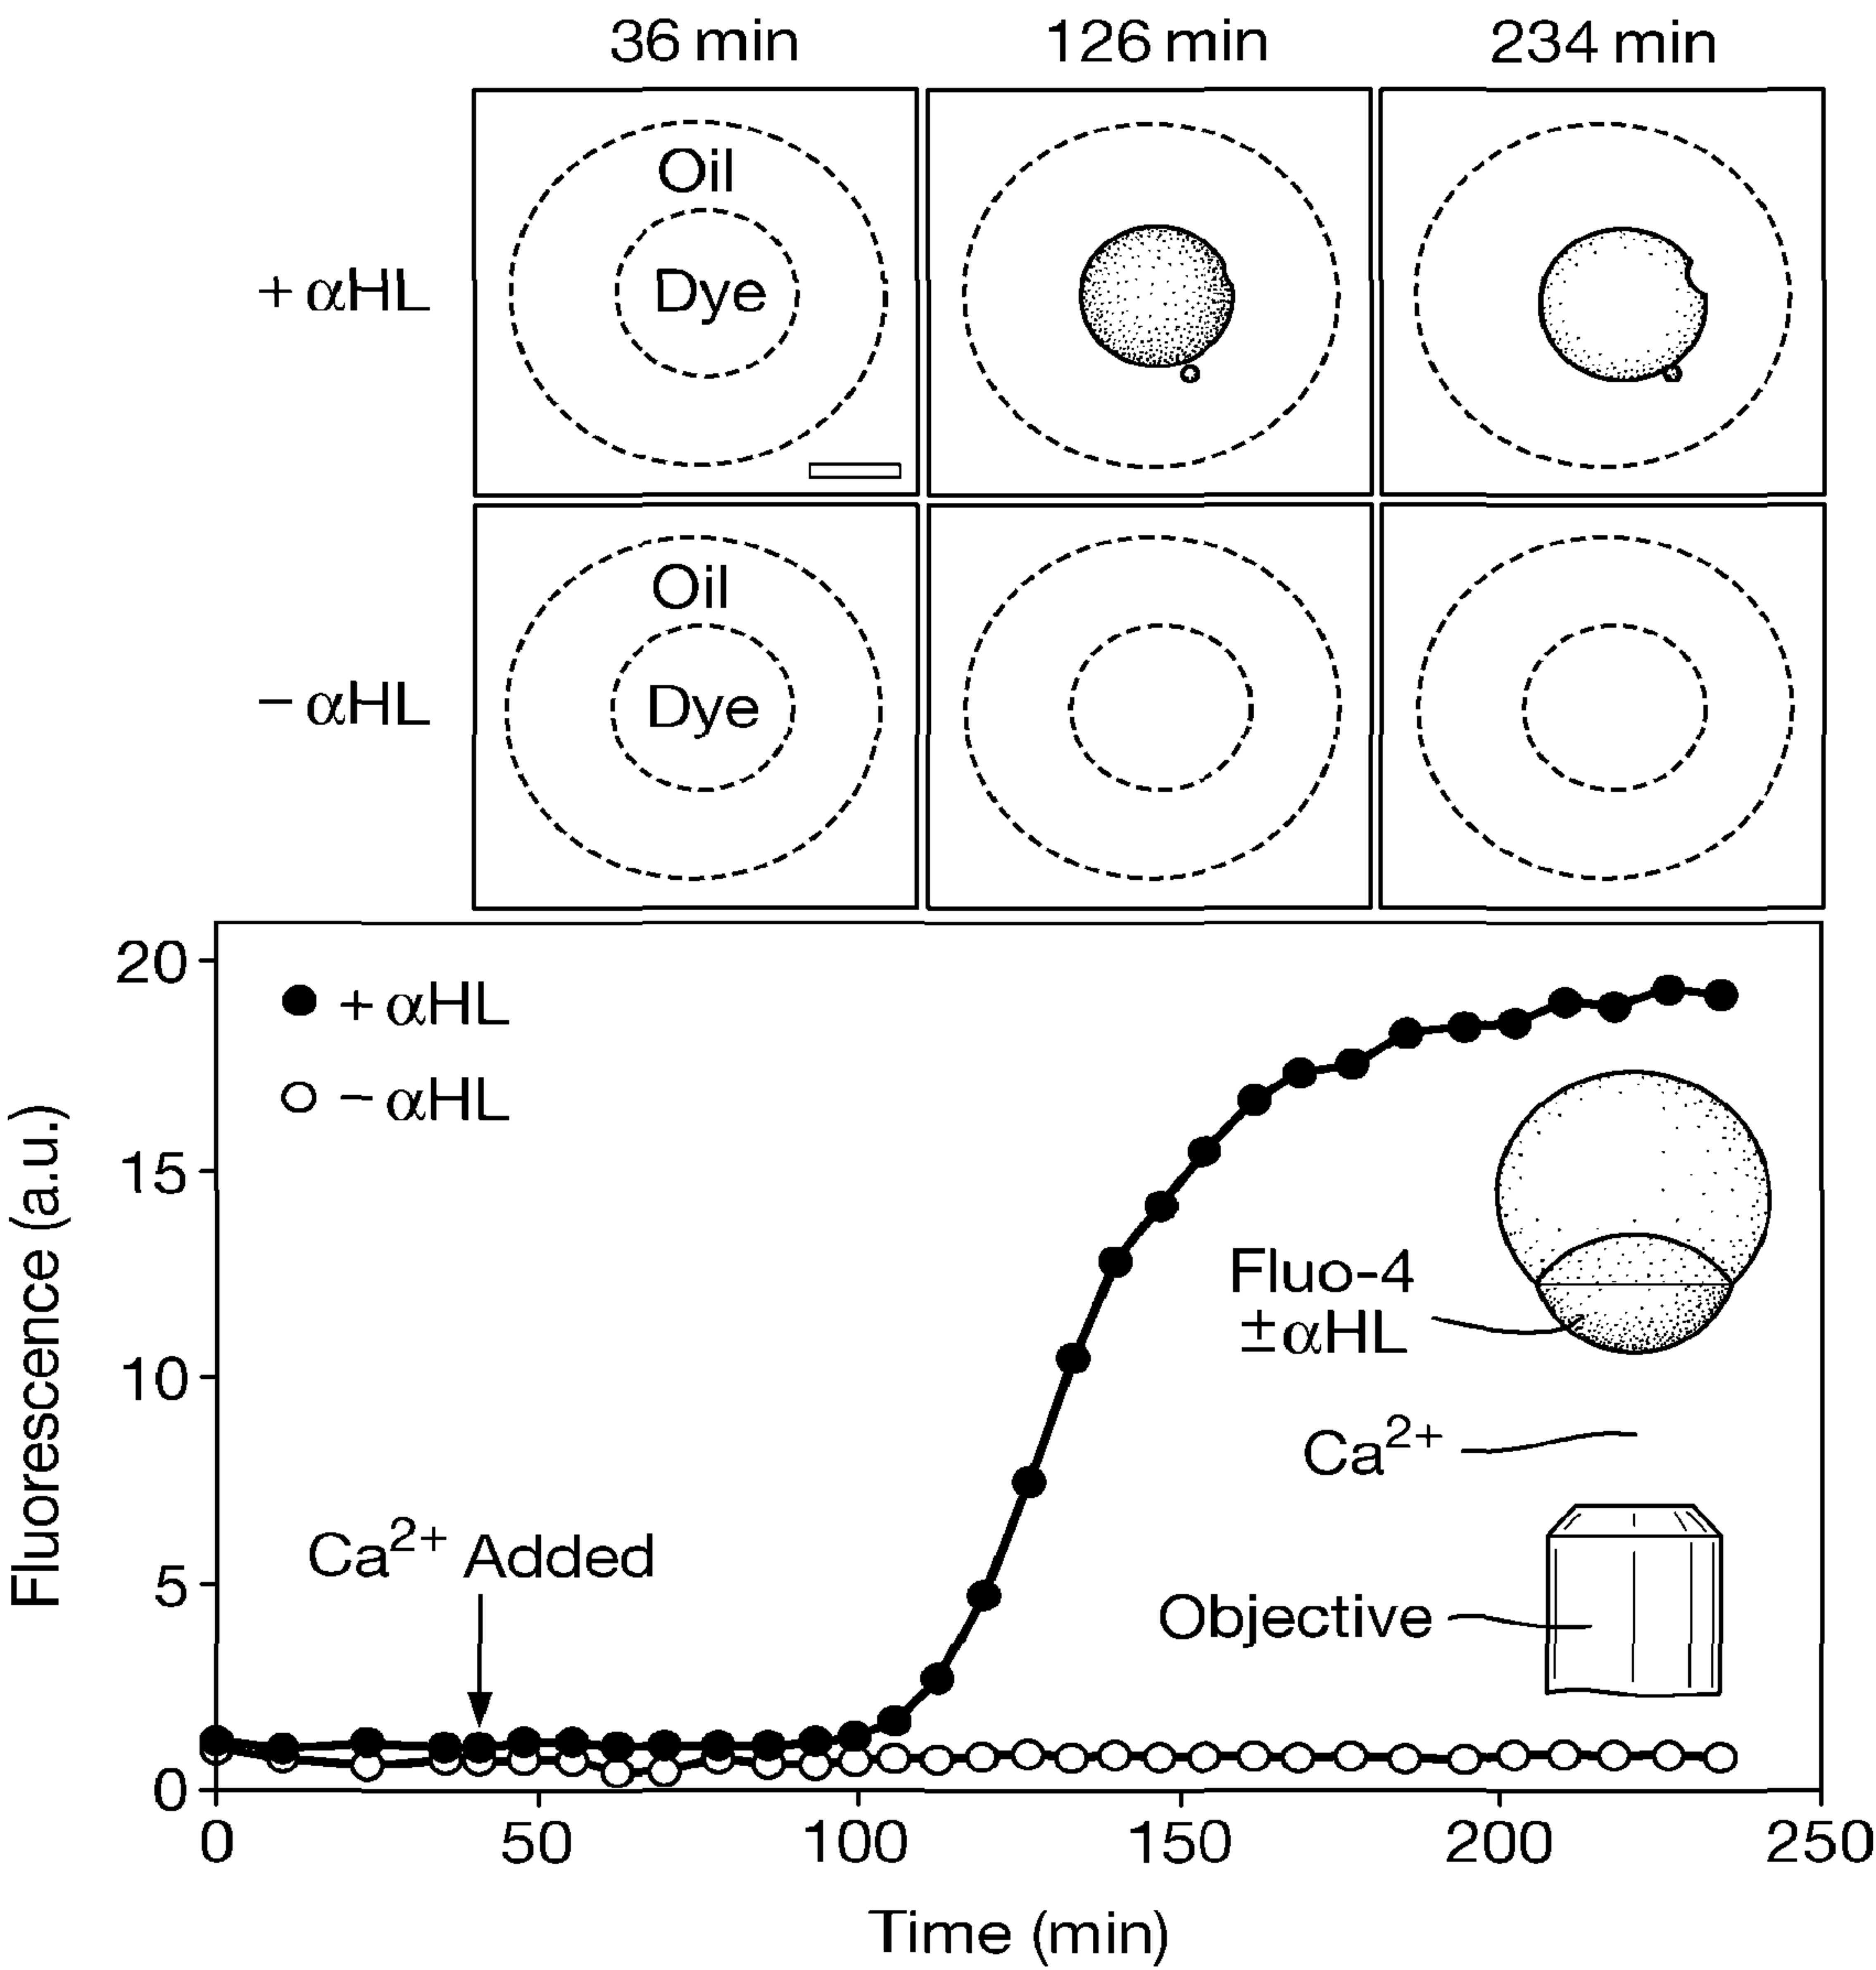 36 min 126 min 234 min
Oil
+ αHL Dye
Oil
− αHL Dye
20
+ αHL
− αHL
15
Fluo-4
±αHL
10
Ca²⁺
Ca²⁺ Added
5
Objective
0
0 50 100 150 200 250
Time (min)
Fluorescence (a.u.)